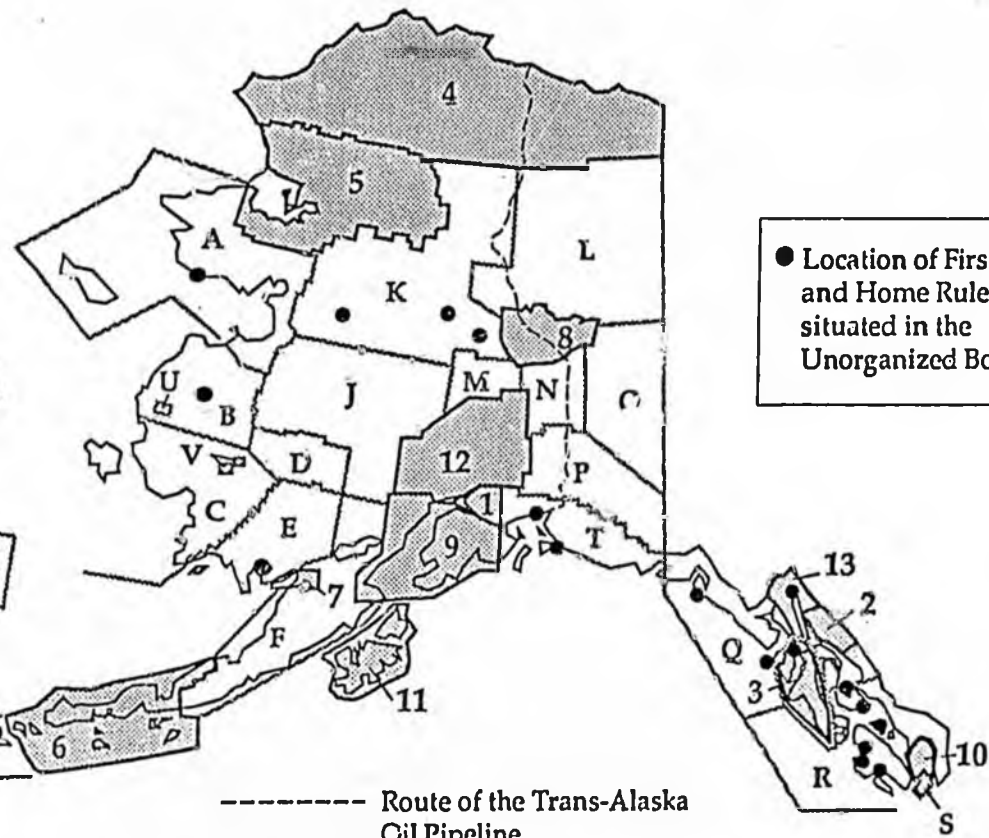 4
5
A
L
● Location of Firs
and Home Rule
situated in the
Unorganized Bo
K
8
U
B
J
M
N
V
D
12
P
C
E
1
9
T
7
13
2
F
Q
3
11
6
10
R
S
Route of the Trans-Alaska
Oil Pipeline